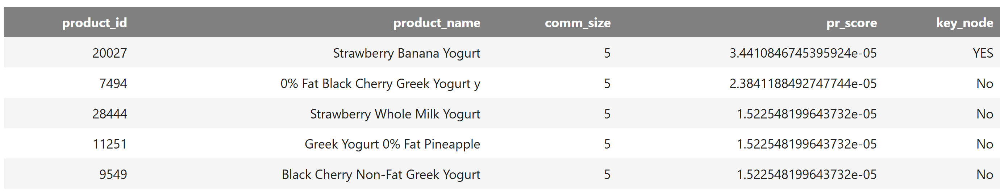 product_id product_name comm_size pr_score key_node
20027 Strawberry Banana Yogurt 5 3.4410846745395924e-05 YES
7494 0% Fat Black Cherry Greek Yogurt y 5 2.3841188492747744e-05 No
28444 Strawberry Whole Milk Yogurt 5 1.522548199643732e-05 No
11251 Greek Yogurt 0% Fat Pineapple 5 1.522548199643732e-05 No
9549 Black Cherry Non-Fat Greek Yogurt 5 1.522548199643732e-05 No